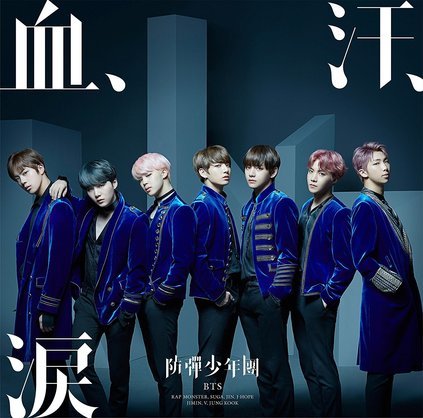 血、汗、
涙
防彈少年團
BTS
RAP MONSTER, SUGA, JIN, J HOPE
JIMIN, V, JUNG KOOK